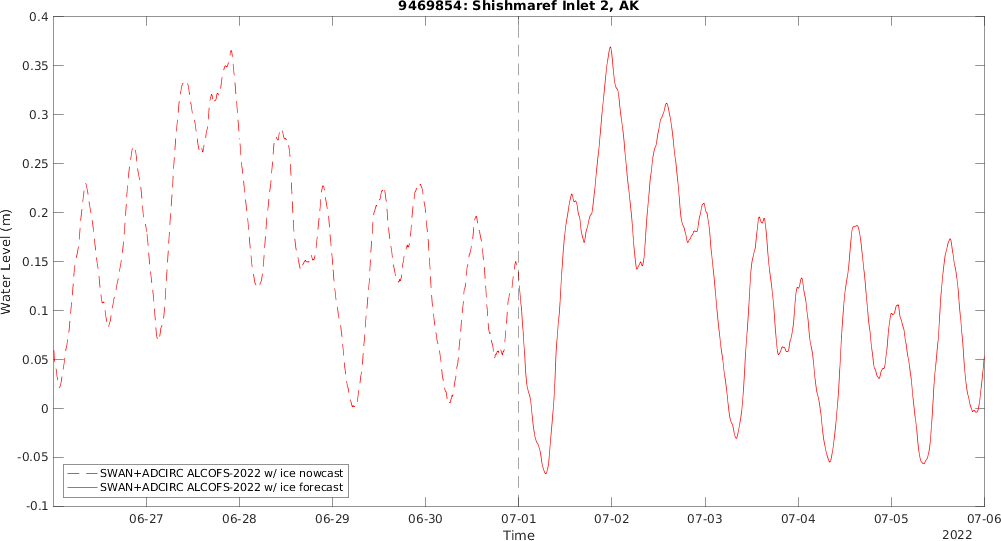 9469854: Shishmaref Inlet 2, AK
0.4
0.35
0.3
0.25
0.2
0.15
0.1
0.05
0
-0.05
-0.1
Water Level (m)
SWAN+ADCIRC ALCOFS-2022 w/ ice nowcast
SWAN+ADCIRC ALCOFS-2022 w/ ice forecast
06-27 06-28 06-29 06-30 07-01 07-02 07-03 07-04 07-05 07-06
Time
2022